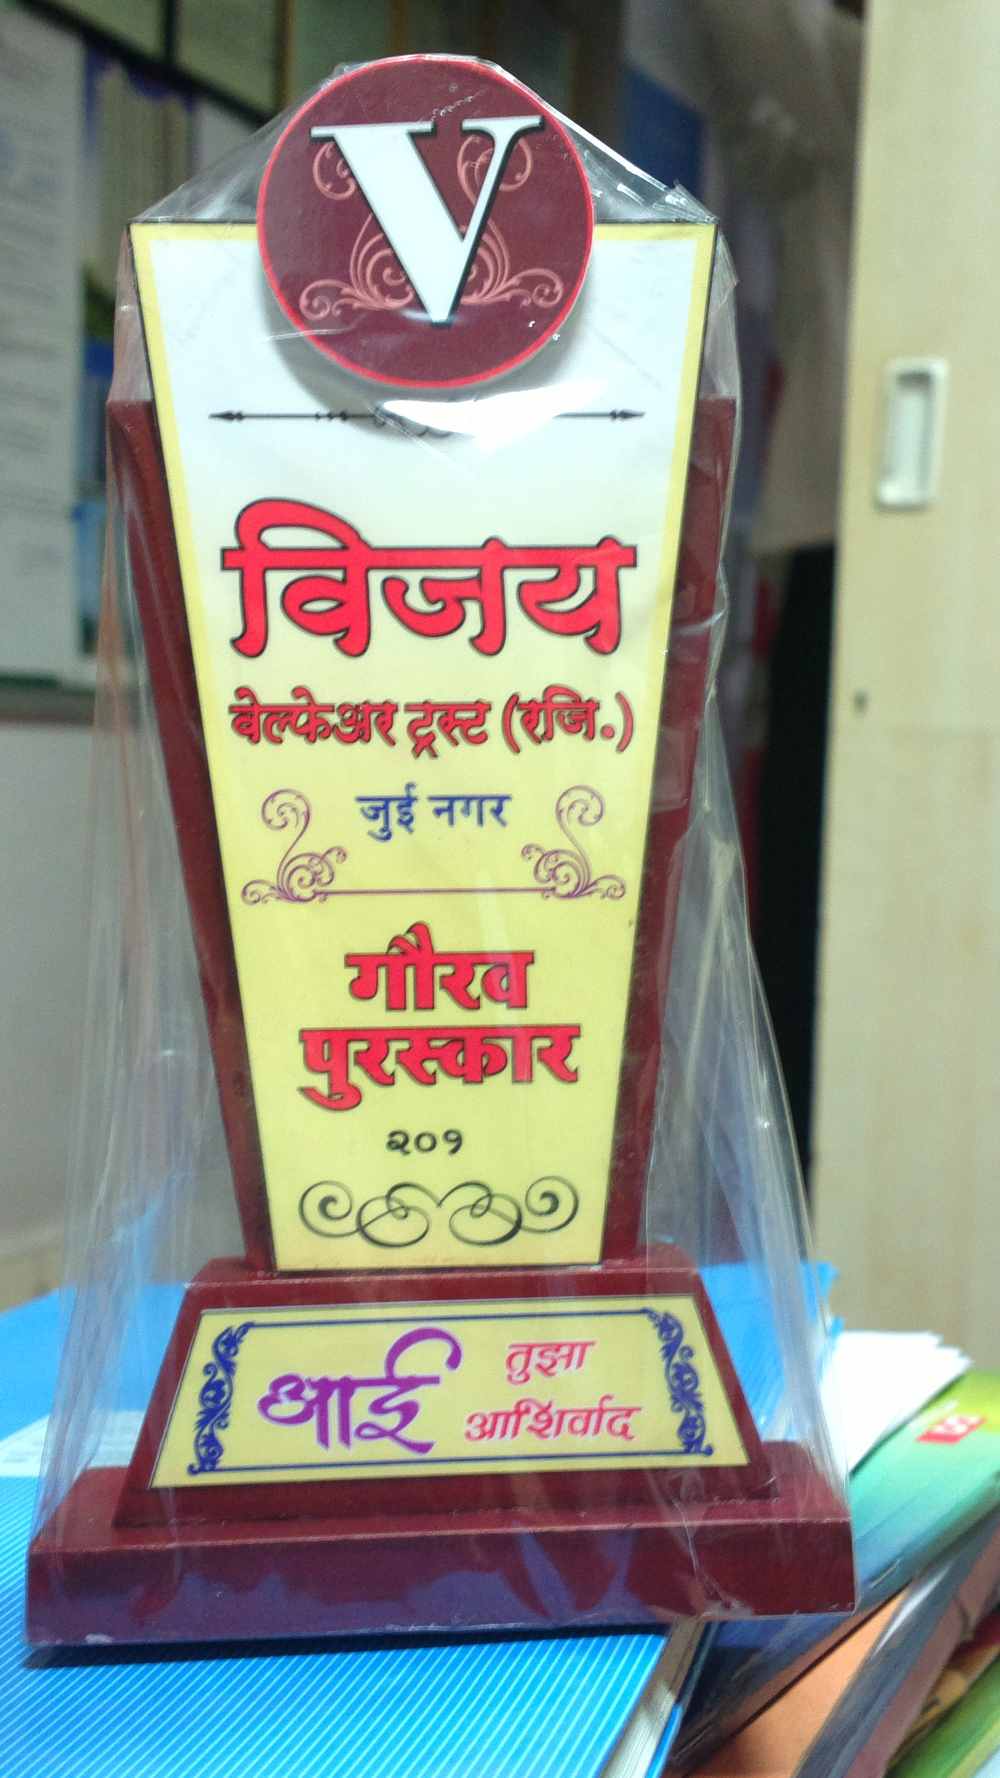 V
विजय
वेल्फेअर ट्रस्ट (रजि.)
जुई नगर
गौरव
पुरस्कार
२०१
आई तुझा
आशिर्वाद